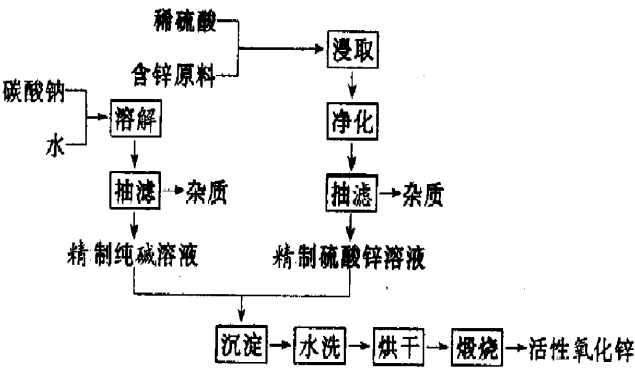 稀硫酸
含锌原料
浸取
碳酸钠
水
溶解
净化
抽滤
杂质
抽滤
杂质
精制纯碱溶液
精制硫酸锌溶液
沉淀
水洗
烘干
煅烧
活性氧化锌